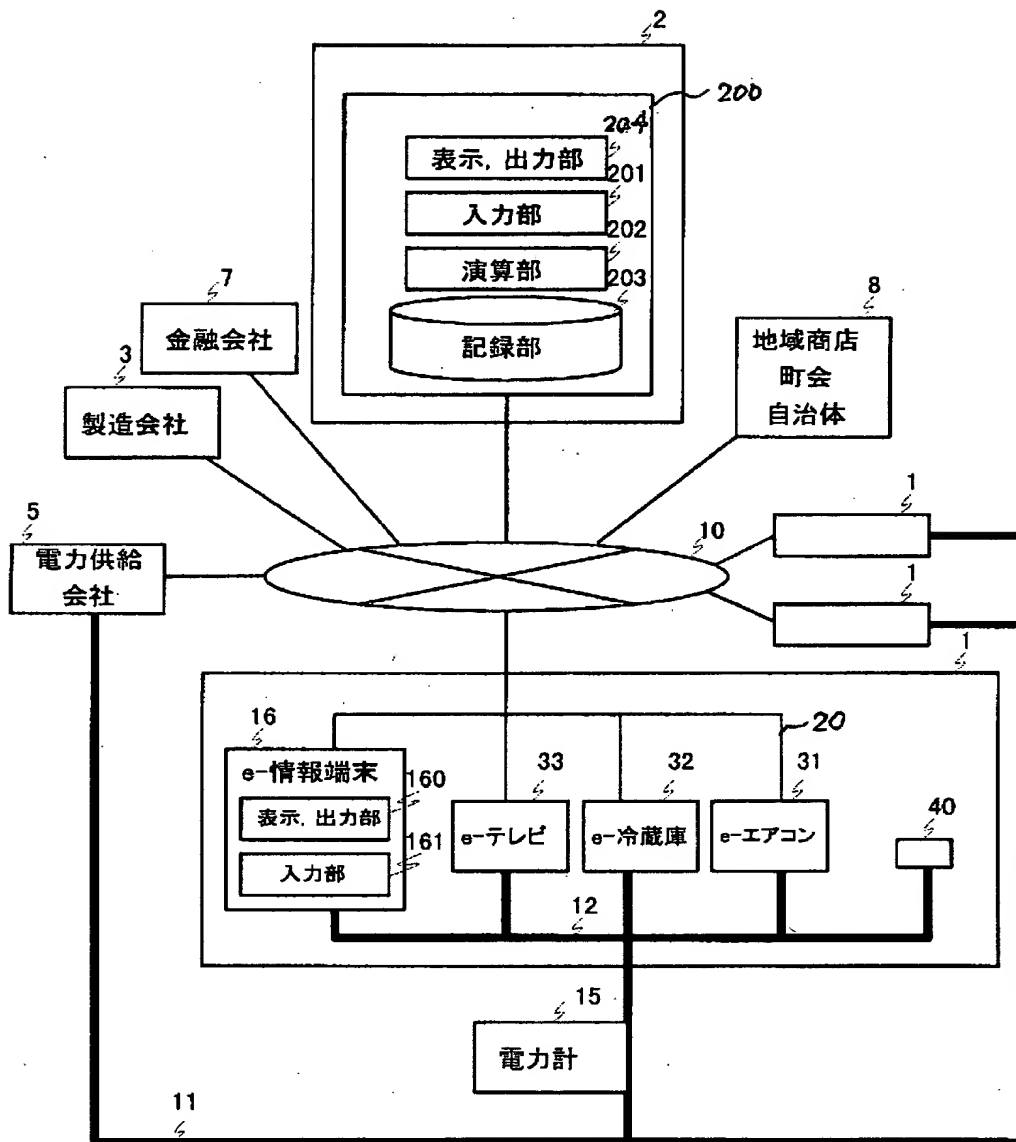 2
200
204
表示, 出力部
201
入力部
202
演算部
203
記録部
7
金融会社
3
製造会社
8
地域商店
町会
自治体
5
電力供給
会社
10
1
1
1
16
e-情報端末
160
表示, 出力部
161
入力部
20
33
e-テレビ
32
e-冷蔵庫
31
e-エアコン
40
12
15
電力計
11